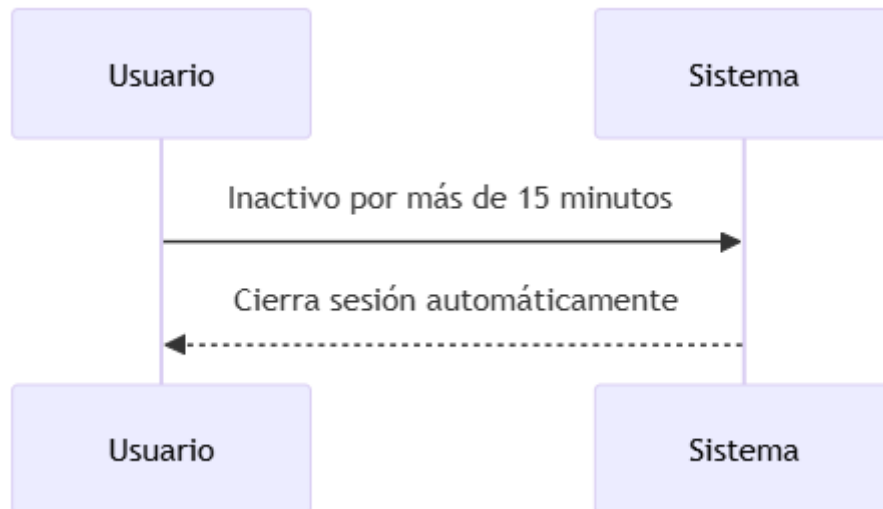 Usuario
Sistema
Inactivo por más de 15 minutos
Cierra sesión automáticamente
Usuario
Sistema